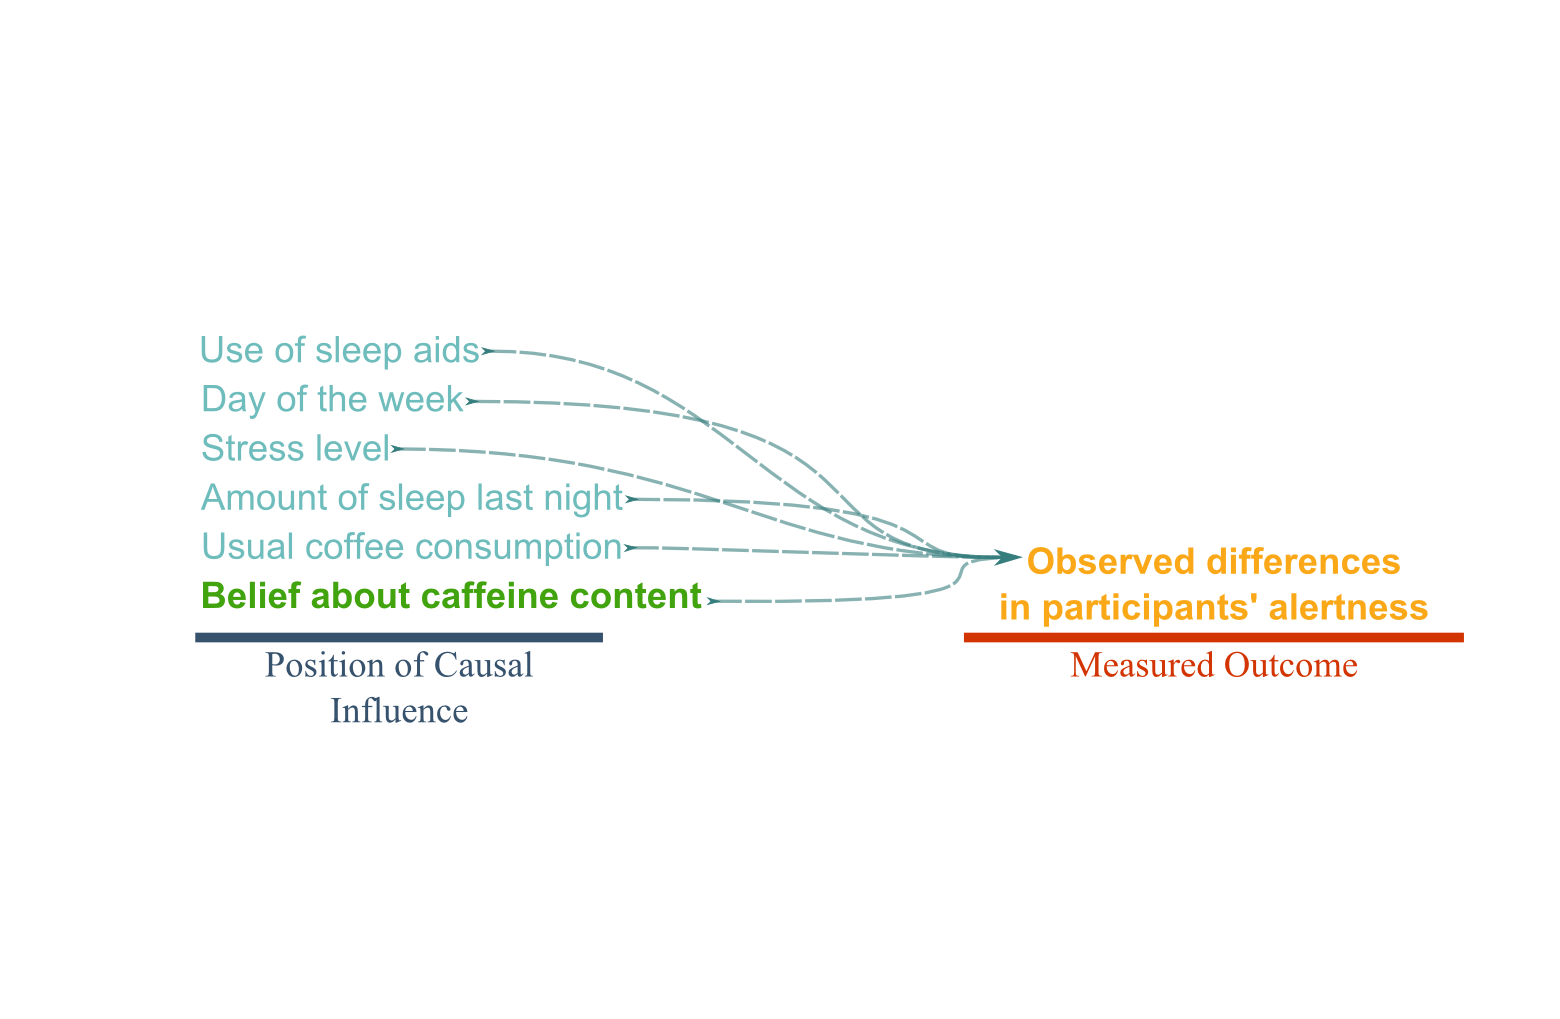 Use of sleep aids
Day of the week
Stress level
Amount of sleep last night
Usual coffee consumption
Belief about caffeine content
Position of Causal
Influence
Observed differences
in participants' alertness
Measured Outcome